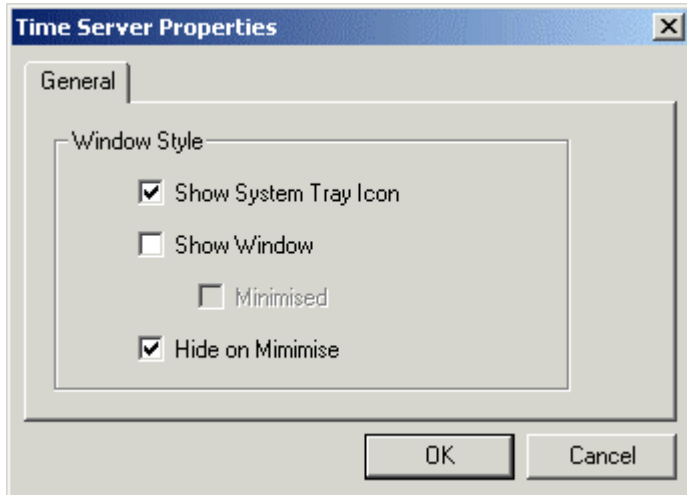 Time Server Properties
General
Window Style
Show System Tray Icon
Show Window
Minimised
Hide on Mimimise
OK Cancel